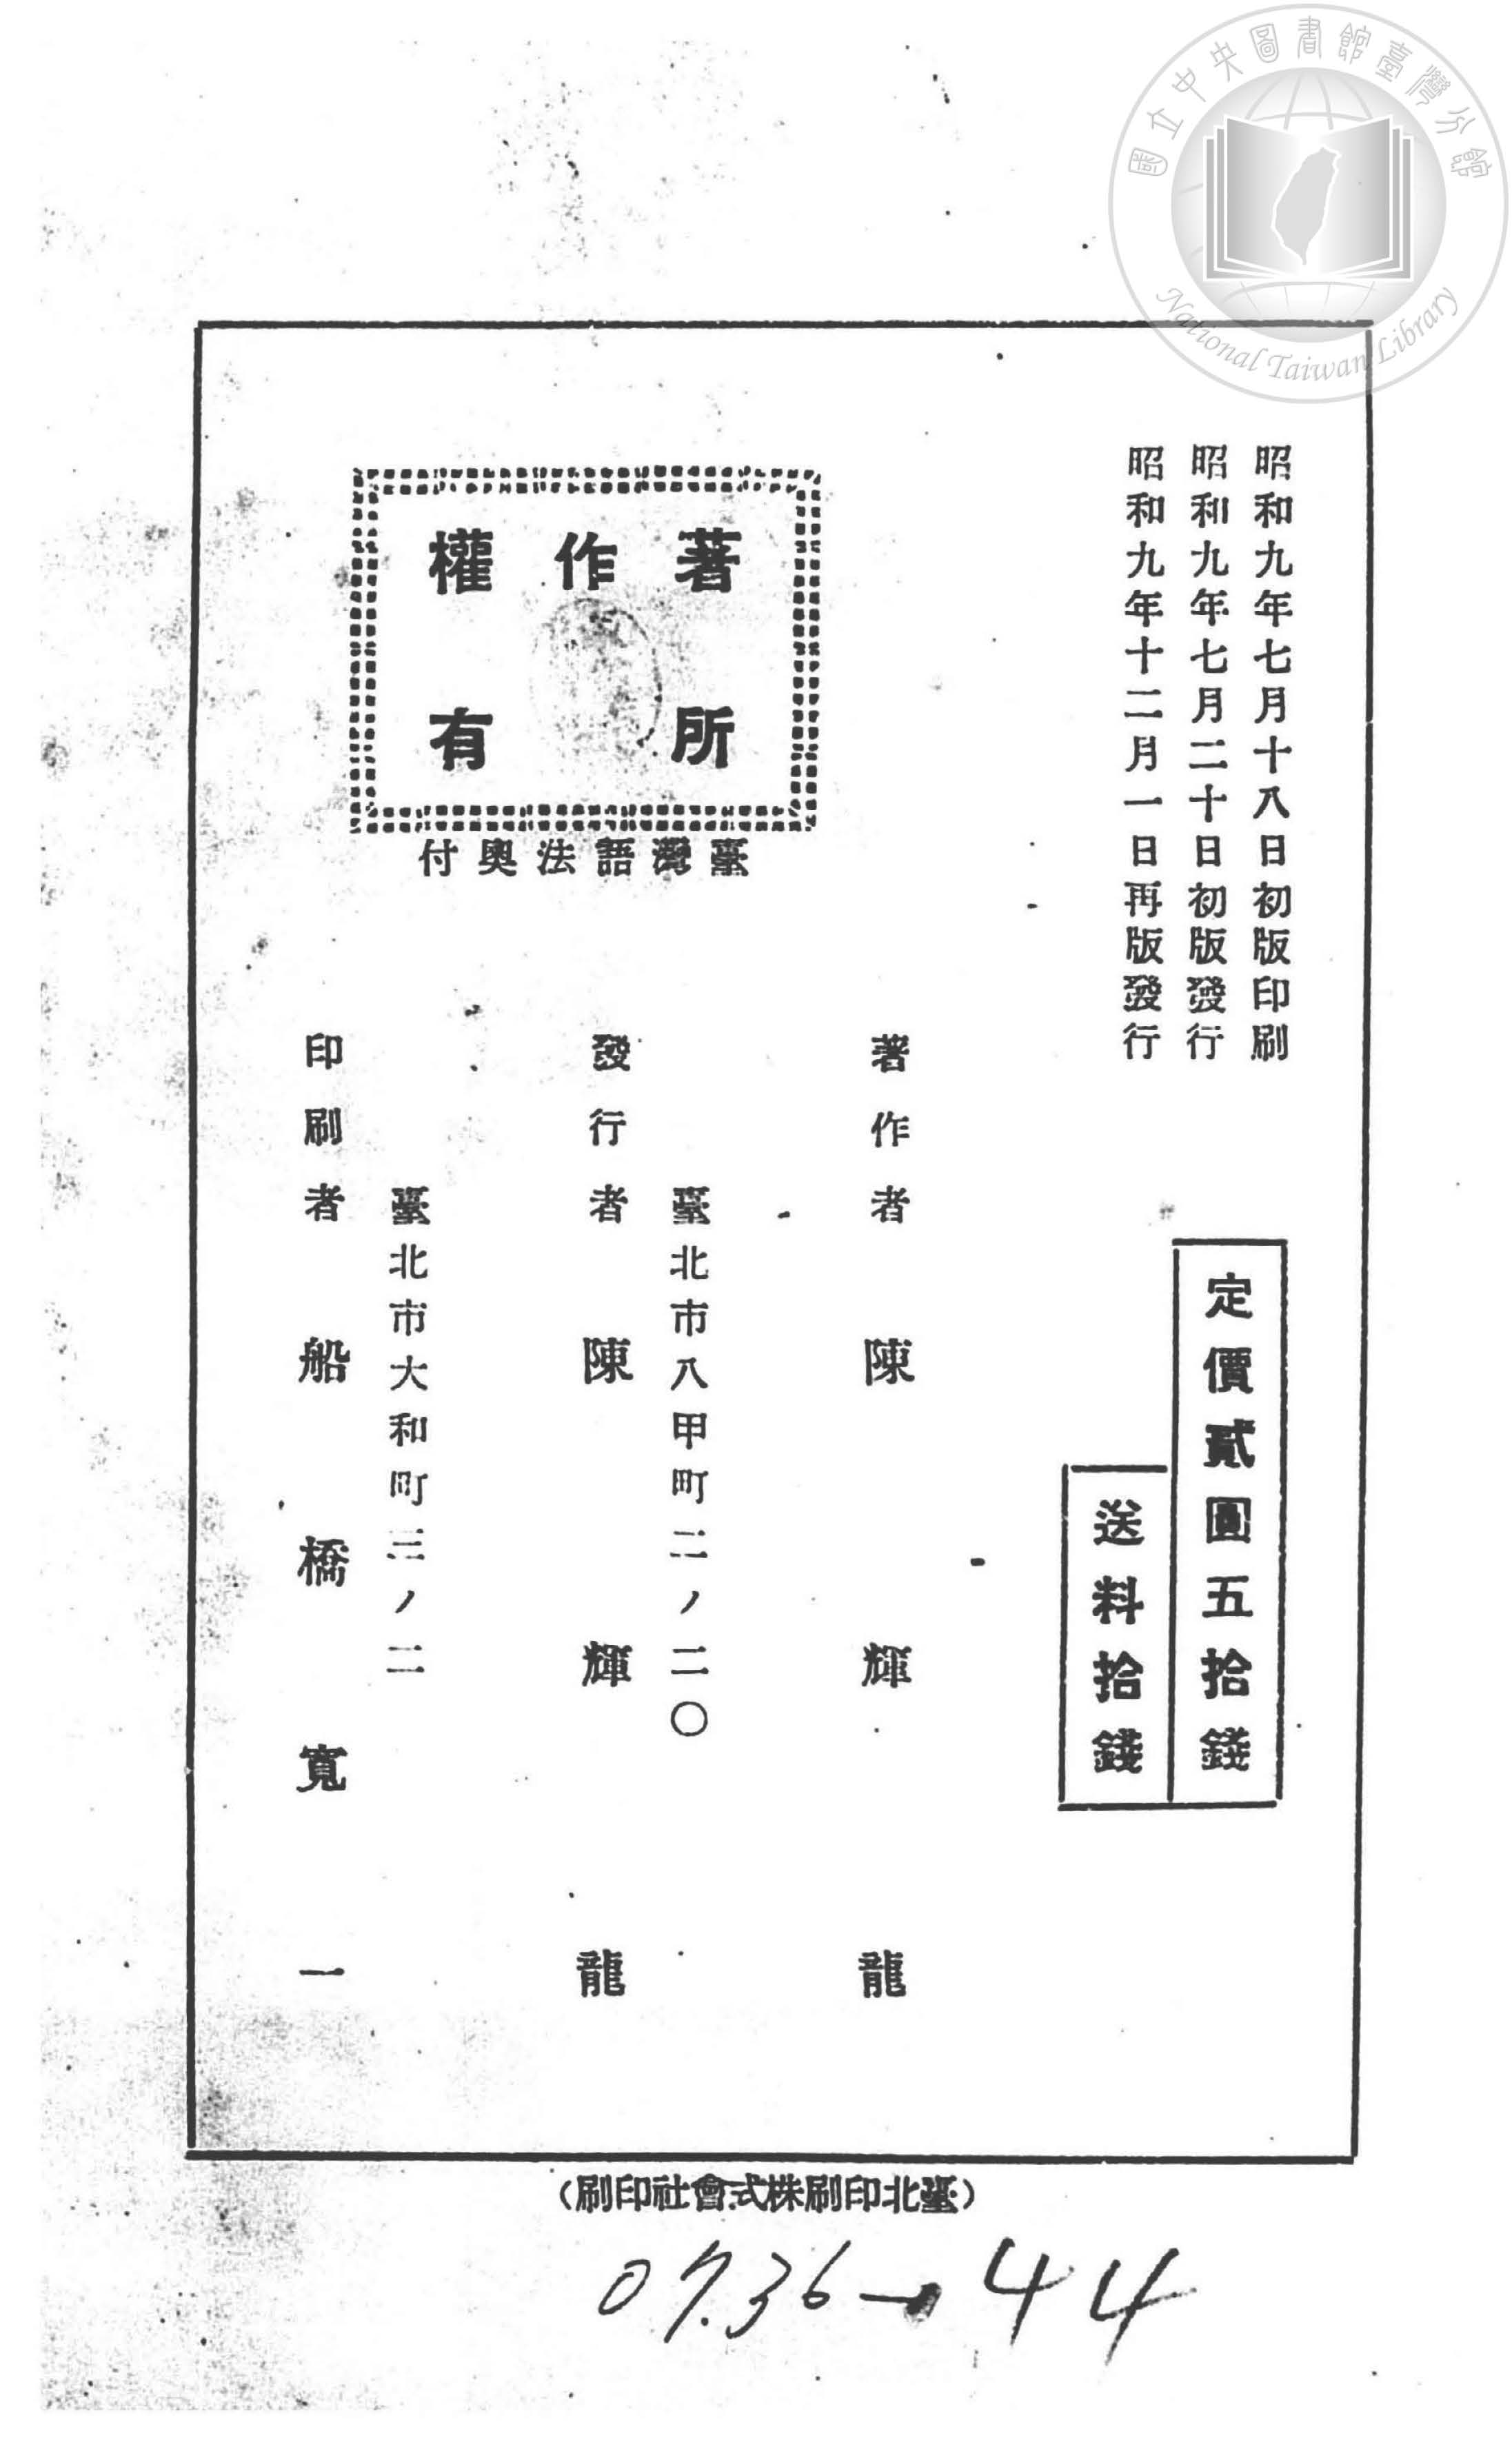 國立中央圖書館臺灣分館
National Taiwan Library
昭和九年七月十八日初版印刷
昭和九年七月二十日初版發行
昭和九年十二月一日再版發行
定價貳圓五拾錢
送料拾錢
著作權
所有
臺灣語法奧付
著作者 陳輝龍
臺北市八甲町二ノ二〇
發行者 陳輝龍
臺北市大和町三ノ二
印刷者 船橋寬一
(臺北印刷株式會社印刷)
07.36→44